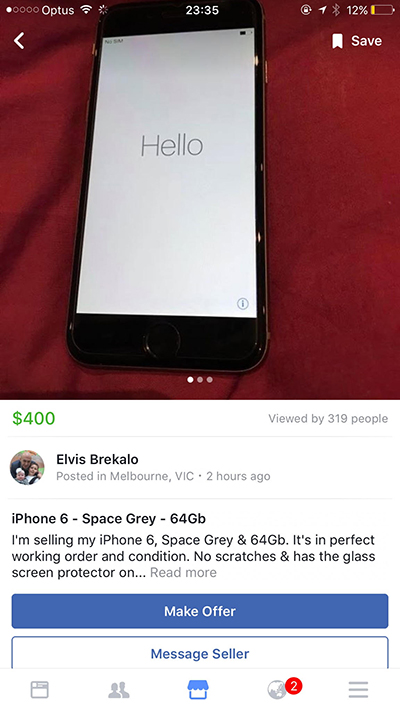 Optus 23:35 12%
Save
No SIM
Hello
$400 Viewed by 319 people
Elvis Brekalo
Posted in Melbourne, VIC • 2 hours ago
iPhone 6 - Space Grey - 64Gb
I'm selling my iPhone 6, Space Grey & 64Gb. It's in perfect
working order and condition. No scratches & has the glass
screen protector on... Read more
Make Offer
Message Seller
2